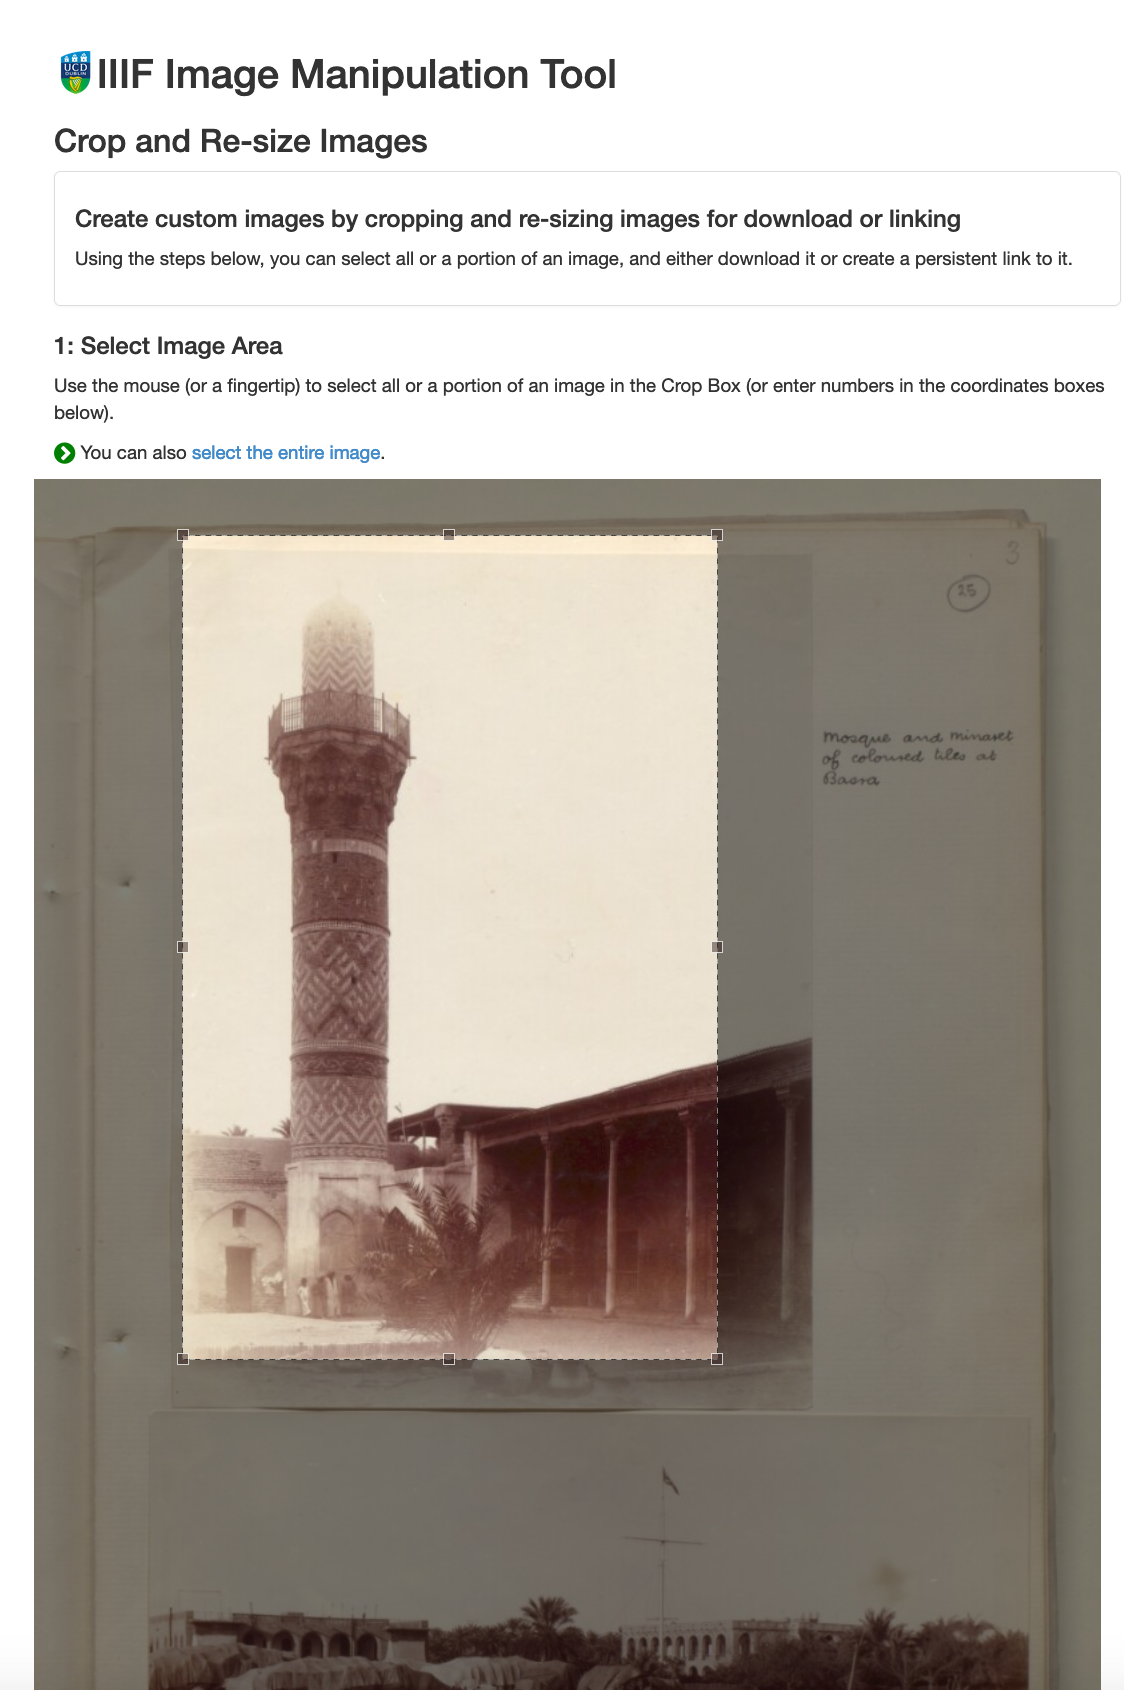 UCD
DUBLIN
IIIF Image Manipulation Tool
Crop and Re-size Images
Create custom images by cropping and re-sizing images for download or linking
Using the steps below, you can select all or a portion of an image, and either download it or create a persistent link to it.
1: Select Image Area
Use the mouse (or a fingertip) to select all or a portion of an image in the Crop Box (or enter numbers in the coordinates boxes
below).
You can also select the entire image.
3
25
Mosque and minaret
of coloured tiles at
Basra